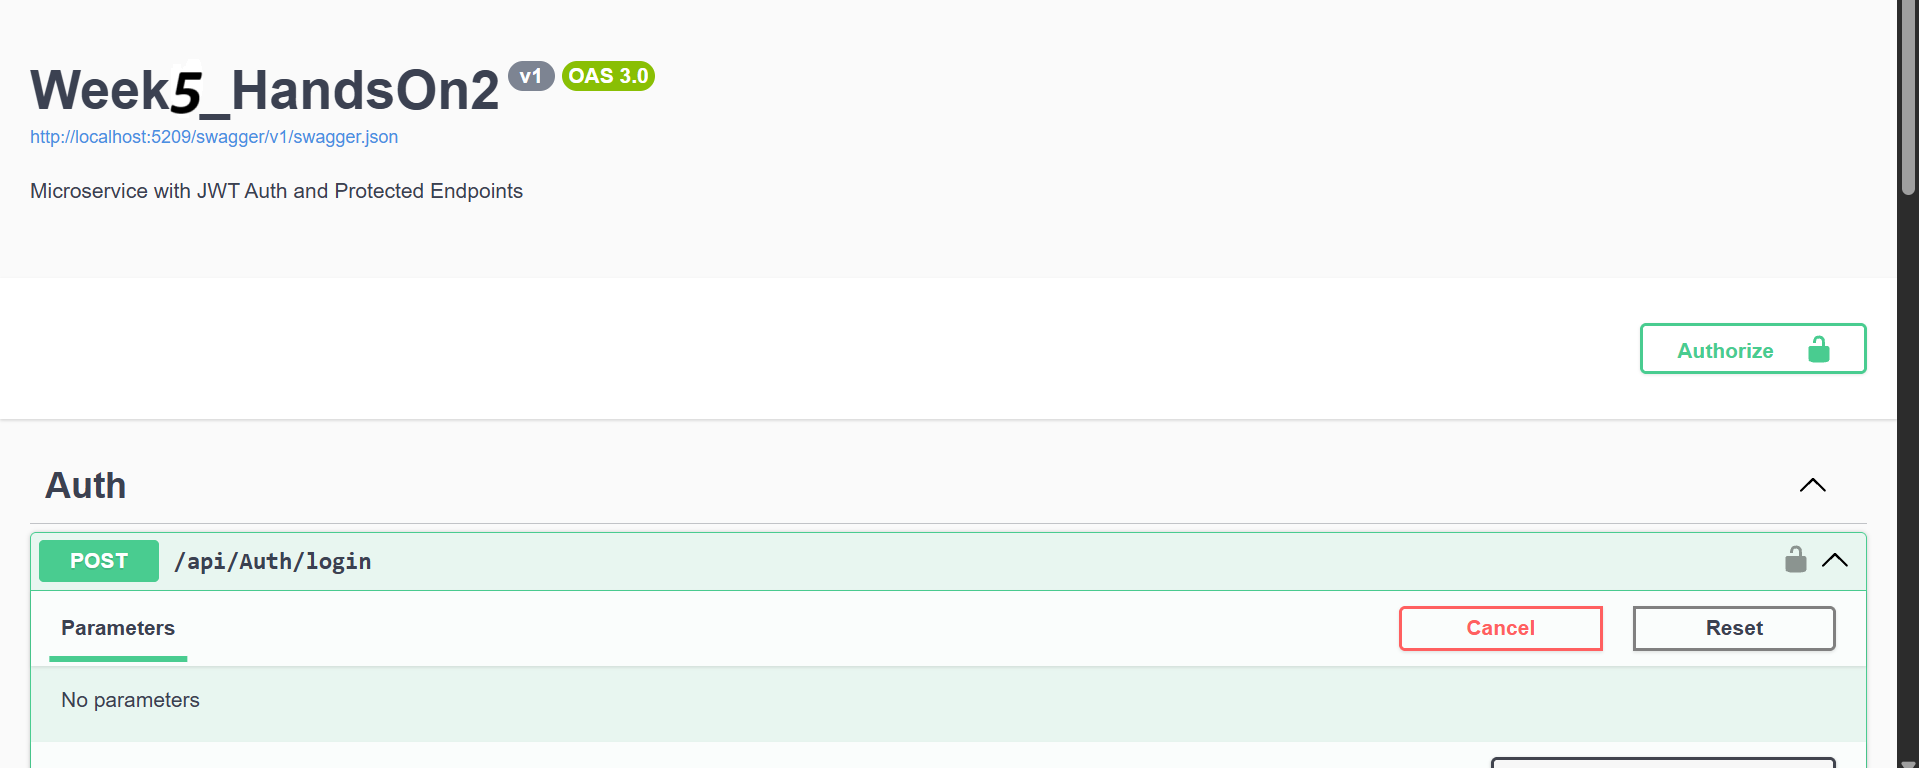 Week5_HandsOn2 v1 OAS 3.0
http://localhost:5209/swagger/v1/swagger.json
Microservice with JWT Auth and Protected Endpoints
Authorize
Auth
POST /api/Auth/login
Parameters Cancel Reset
No parameters